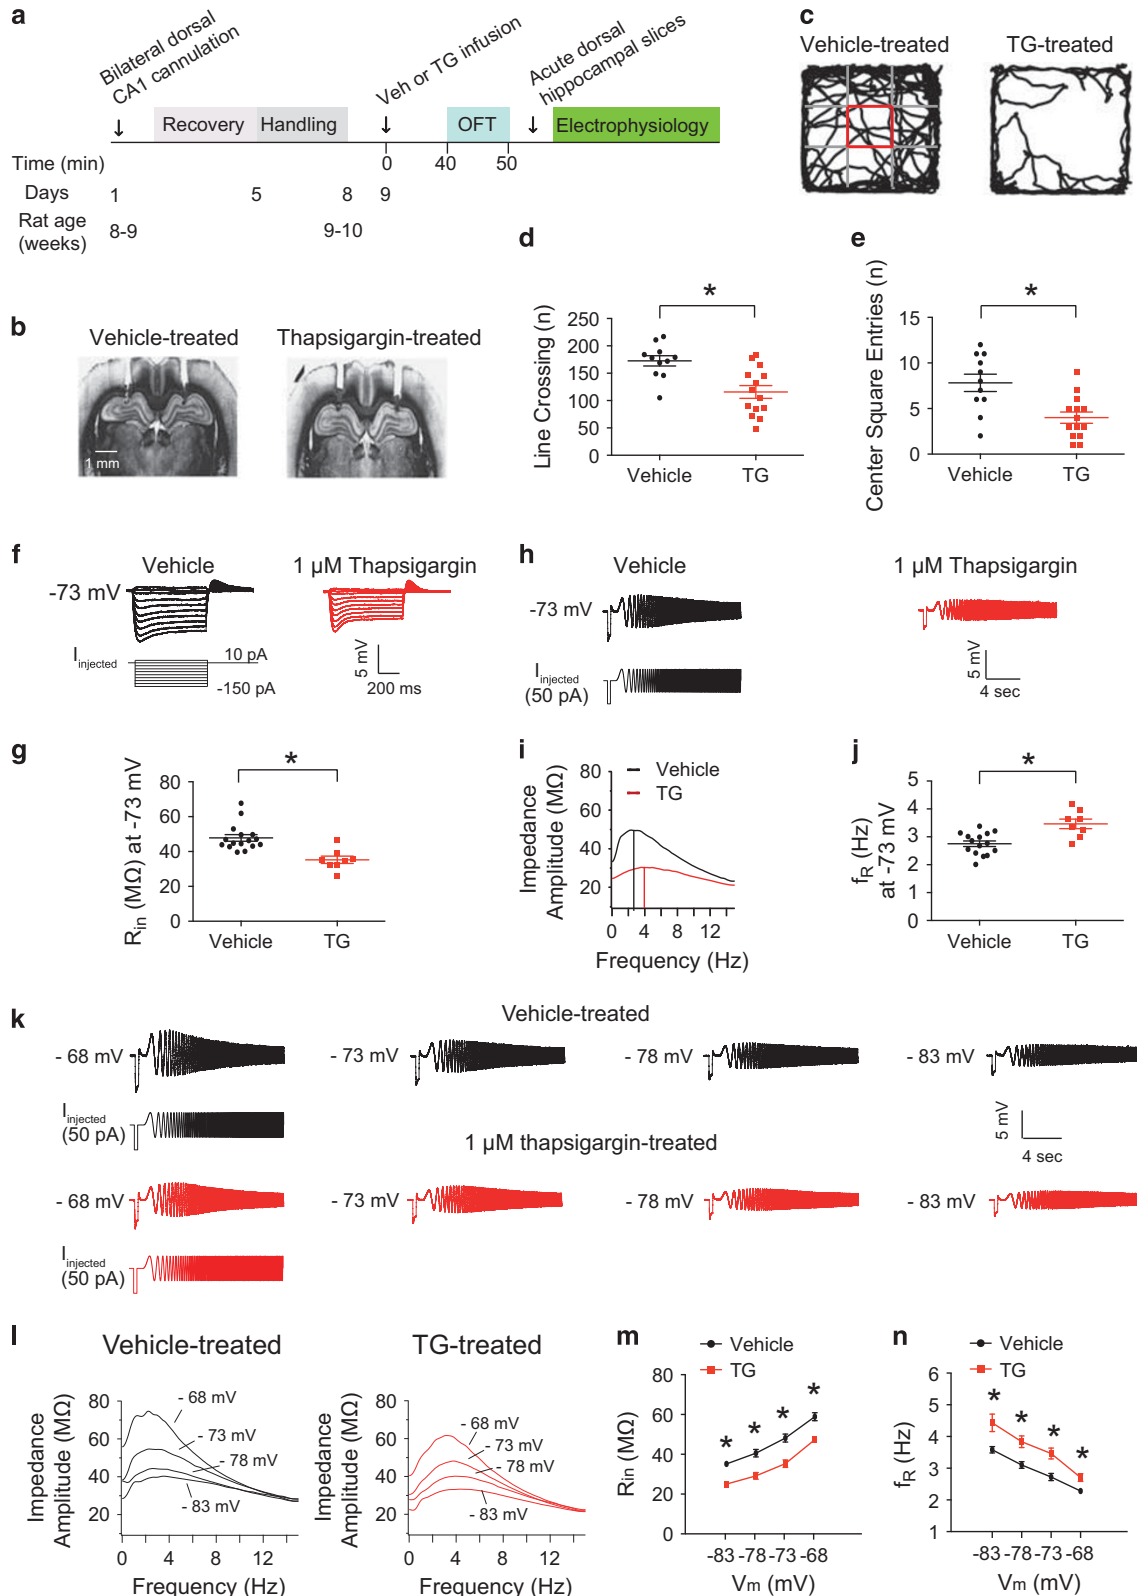 a
Bilateral dorsal
CA1 cannulation
Veh or TG infusion
Acute dorsal
hippocampal slices
Recovery Handling OFT Electrophysiology
Time (min) 0 40 50
Days 1 5 8 9
Rat age
(weeks)
8-9 9-10
b
Vehicle-treated Thapsigargin-treated
1 mm
c
Vehicle-treated TG-treated
d
Line Crossing (n)
250
200
150
100
50
0
*
Vehicle TG
e
Center Square Entries (n)
15
10
5
0
*
Vehicle TG
f
Vehicle 1 µM Thapsigargin
-73 mV
Iinjected
10 pA
-150 pA
5 mV
200 ms
g
Rin (MΩ) at -73 mV
80
60
40
20
0
*
Vehicle TG
h
Vehicle 1 µM Thapsigargin
-73 mV
Iinjected
(50 pA)
5 mV
4 sec
i
Impedance
Amplitude (MΩ)
80
60
40
20
Vehicle
TG
0 4 8 12
Frequency (Hz)
j
fR (Hz)
at -73 mV
5
4
3
2
1
0
*
Vehicle TG
k
Vehicle-treated
- 68 mV - 73 mV - 78 mV - 83 mV
Iinjected
(50 pA)
5 mV
4 sec
1 µM thapsigargin-treated
- 68 mV - 73 mV - 78 mV - 83 mV
Iinjected
(50 pA)
l
Vehicle-treated
Impedance
Amplitude (MΩ)
80
60
40
20
0
- 68 mV
- 73 mV
- 78 mV
- 83 mV
0 4 8 12
Frequency (Hz)
TG-treated
Impedance
Amplitude (MΩ)
80
60
40
20
0
- 68 mV
- 73 mV
- 78 mV
- 83 mV
0 4 8 12
Frequency (Hz)
m
Vehicle
TG
Rin (MΩ)
80
60
40
20
0
* * * *
-83 -78 -73 -68
Vm (mV)
n
Vehicle
TG
fR (Hz)
6
5
4
3
2
1
* * * *
-83 -78 -73 -68
Vm (mV)